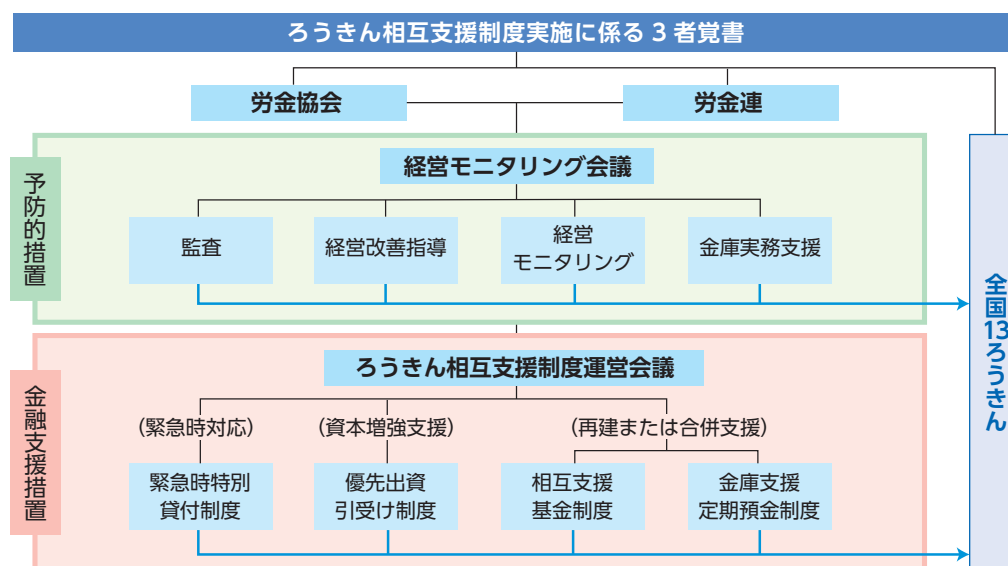 ろうきん相互支援制度実施に係る3者覚書
労金協会
労金連
予防的措置
経営モニタリング会議
監査
経営改善指導
経営
モニタリング
金庫実務支援
全国13ろうきん
金融支援措置
ろうきん相互支援制度運営会議
(緊急時対応)
(資本増強支援)
(再建または合併支援)
緊急時特別
貸付制度
優先出資
引受け制度
相互支援
基金制度
金庫支援
定期預金制度